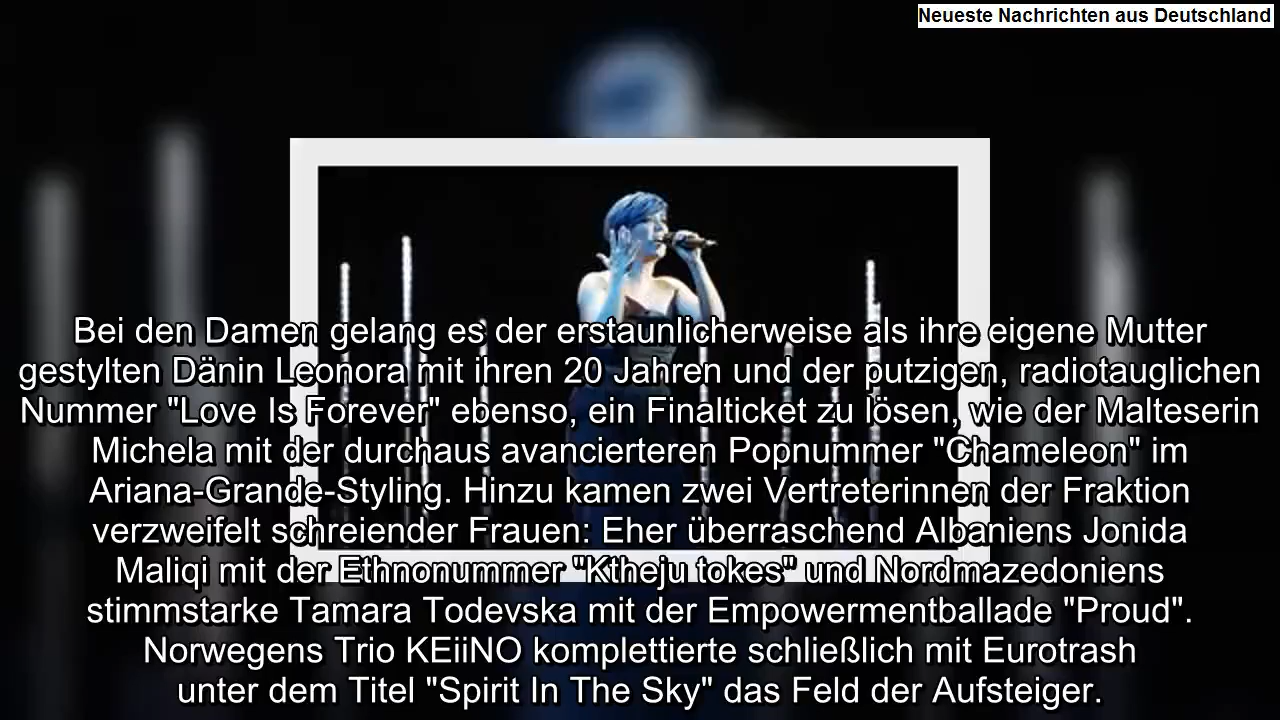 Neueste Nachrichten aus Deutschland
Bei den Damen gelang es der erstaunlicherweise als ihre eigene Mutter
gestylten Dänin Leonora mit ihren 20 Jahren und der putzigen, radiotauglichen
Nummer "Love Is Forever" ebenso, ein Finalticket zu lösen, wie der Malteserin
Michela mit der durchaus avancierteren Popnummer "Chameleon" im
Ariana-Grande-Styling. Hinzu kamen zwei Vertreterinnen der Fraktion
verzweifelt schreiender Frauen: Eher überraschend Albaniens Jonida
Maliqi mit der Ethnonummer "Ktheju tokes" und Nordmazedoniens
stimmstarke Tamara Todevska mit der Empowermentballade "Proud".
Norwegens Trio KEiiNO komplettierte schließlich mit Eurotrash
unter dem Titel "Spirit In The Sky" das Feld der Aufsteiger.